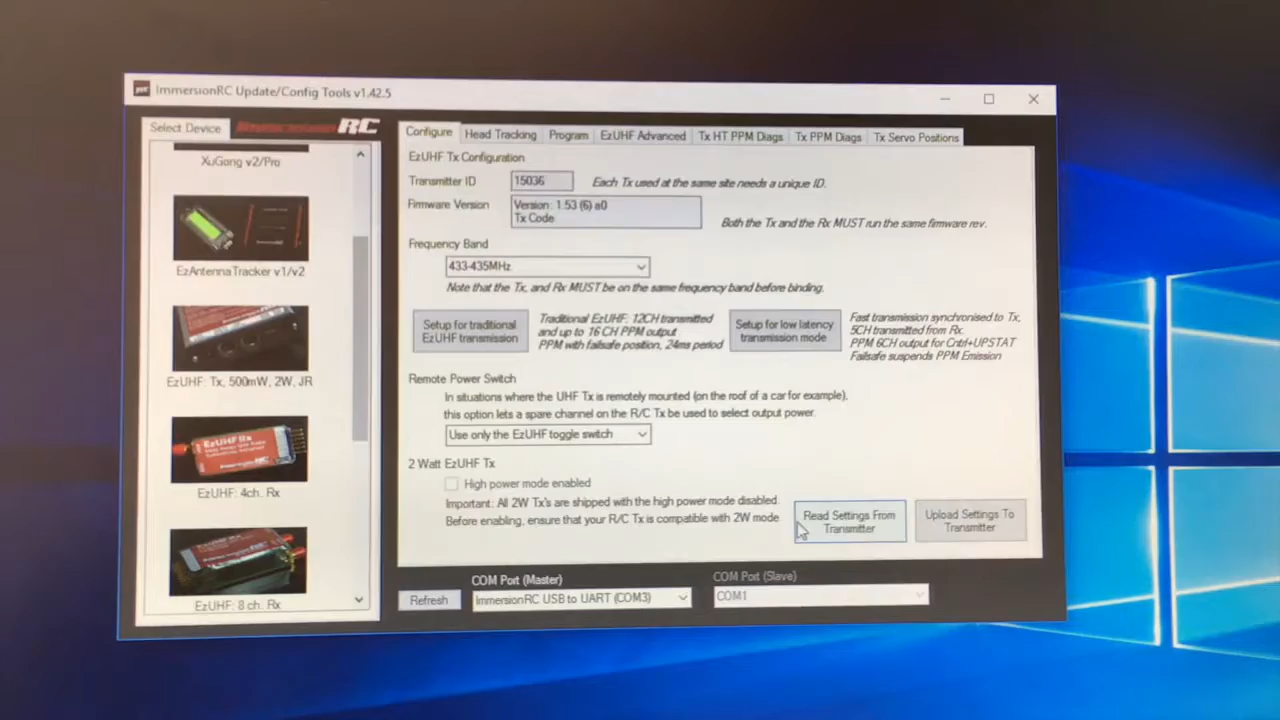 ImmersionRC Update/Config Tools v1.42.5
Select Device
ImmersionRC
XuGong v2/Pro
EzAntennaTracker v1/v2
EzUHF: Tx, 500mW, 2W, JR
EzUHF: 4ch. Rx
EzUHF: 8 ch. Rx
Configure
Head Tracking
Program
EzUHF Advanced
Tx HT PPM Diags
Tx PPM Diags
Tx Servo Positions
EzUHF Tx Configuration
Transmitter ID
15036
Each Tx used at the same site needs a unique ID.
Firmware Version
Version: 1.53 (6) a0
Tx Code
Both the Tx and the Rx MUST run the same firmware rev.
Frequency Band
433-435MHz
Note that the Tx, and Rx MUST be on the same frequency band before binding.
Setup for traditional
EzUHF transmission
Traditional EzUHF, 12CH transmitted
and up to 16 CH PPM output
PPM with failsafe position, 24ms period
Setup for low latency
transmission mode
Fast transmission synchronised to Tx,
5CH transmitted from Rx.
PPM 6CH output for Cntrl+UPSTAT
Failsafe suspends PPM Emission
Remote Power Switch
In situations where the UHF Tx is remotely mounted (on the roof of a car for example),
this option lets a spare channel on the R/C Tx be used to select output power.
Use only the EzUHF toggle switch
2 Watt EzUHF Tx
High power mode enabled
Important: All 2W Tx's are shipped with the high power mode disabled.
Before enabling, ensure that your R/C Tx is compatible with 2W mode
Read Settings From
Transmitter
Upload Settings To
Transmitter
Refresh
COM Port (Master)
ImmersionRC USB to UART (COM3)
COM Port (Slave)
COM1